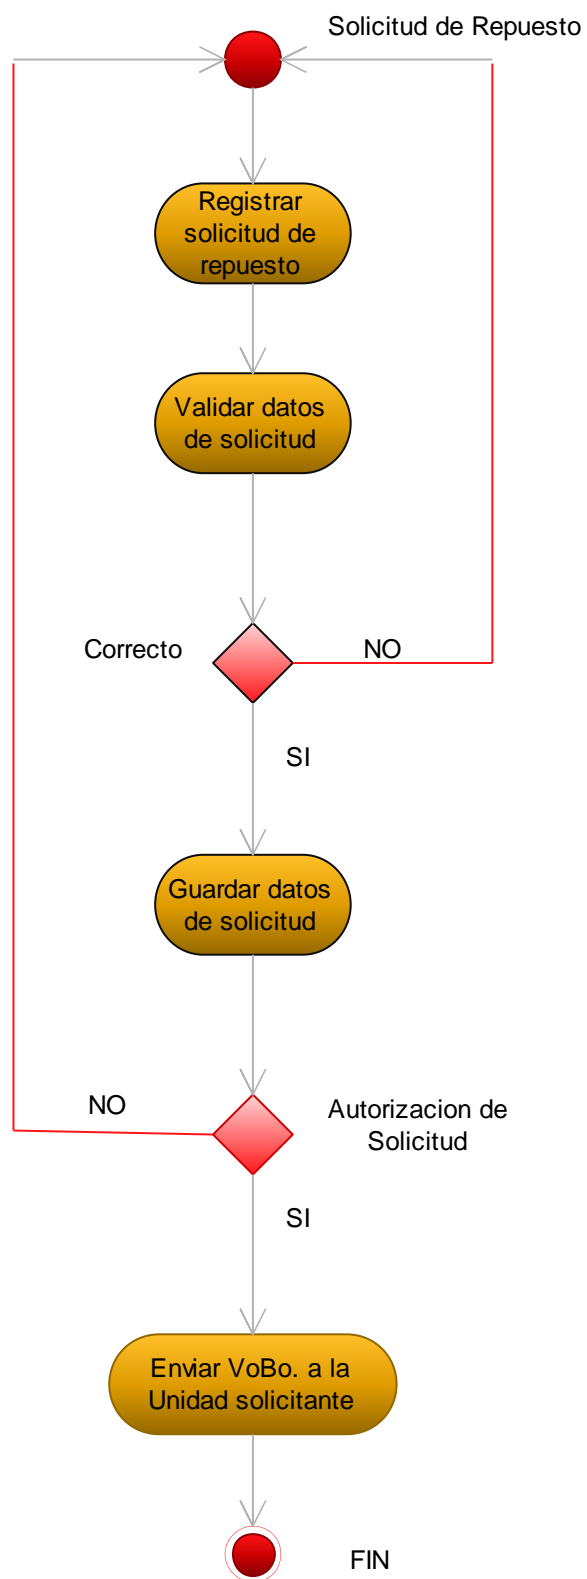 Solicitud de Repuesto
Registrar
solicitud de
repuesto
Validar datos
de solicitud
Correcto
NO
SI
Guardar datos
de solicitud
NO
Autorizacion de
Solicitud
SI
Enviar VoBo. a la
Unidad solicitante
FIN